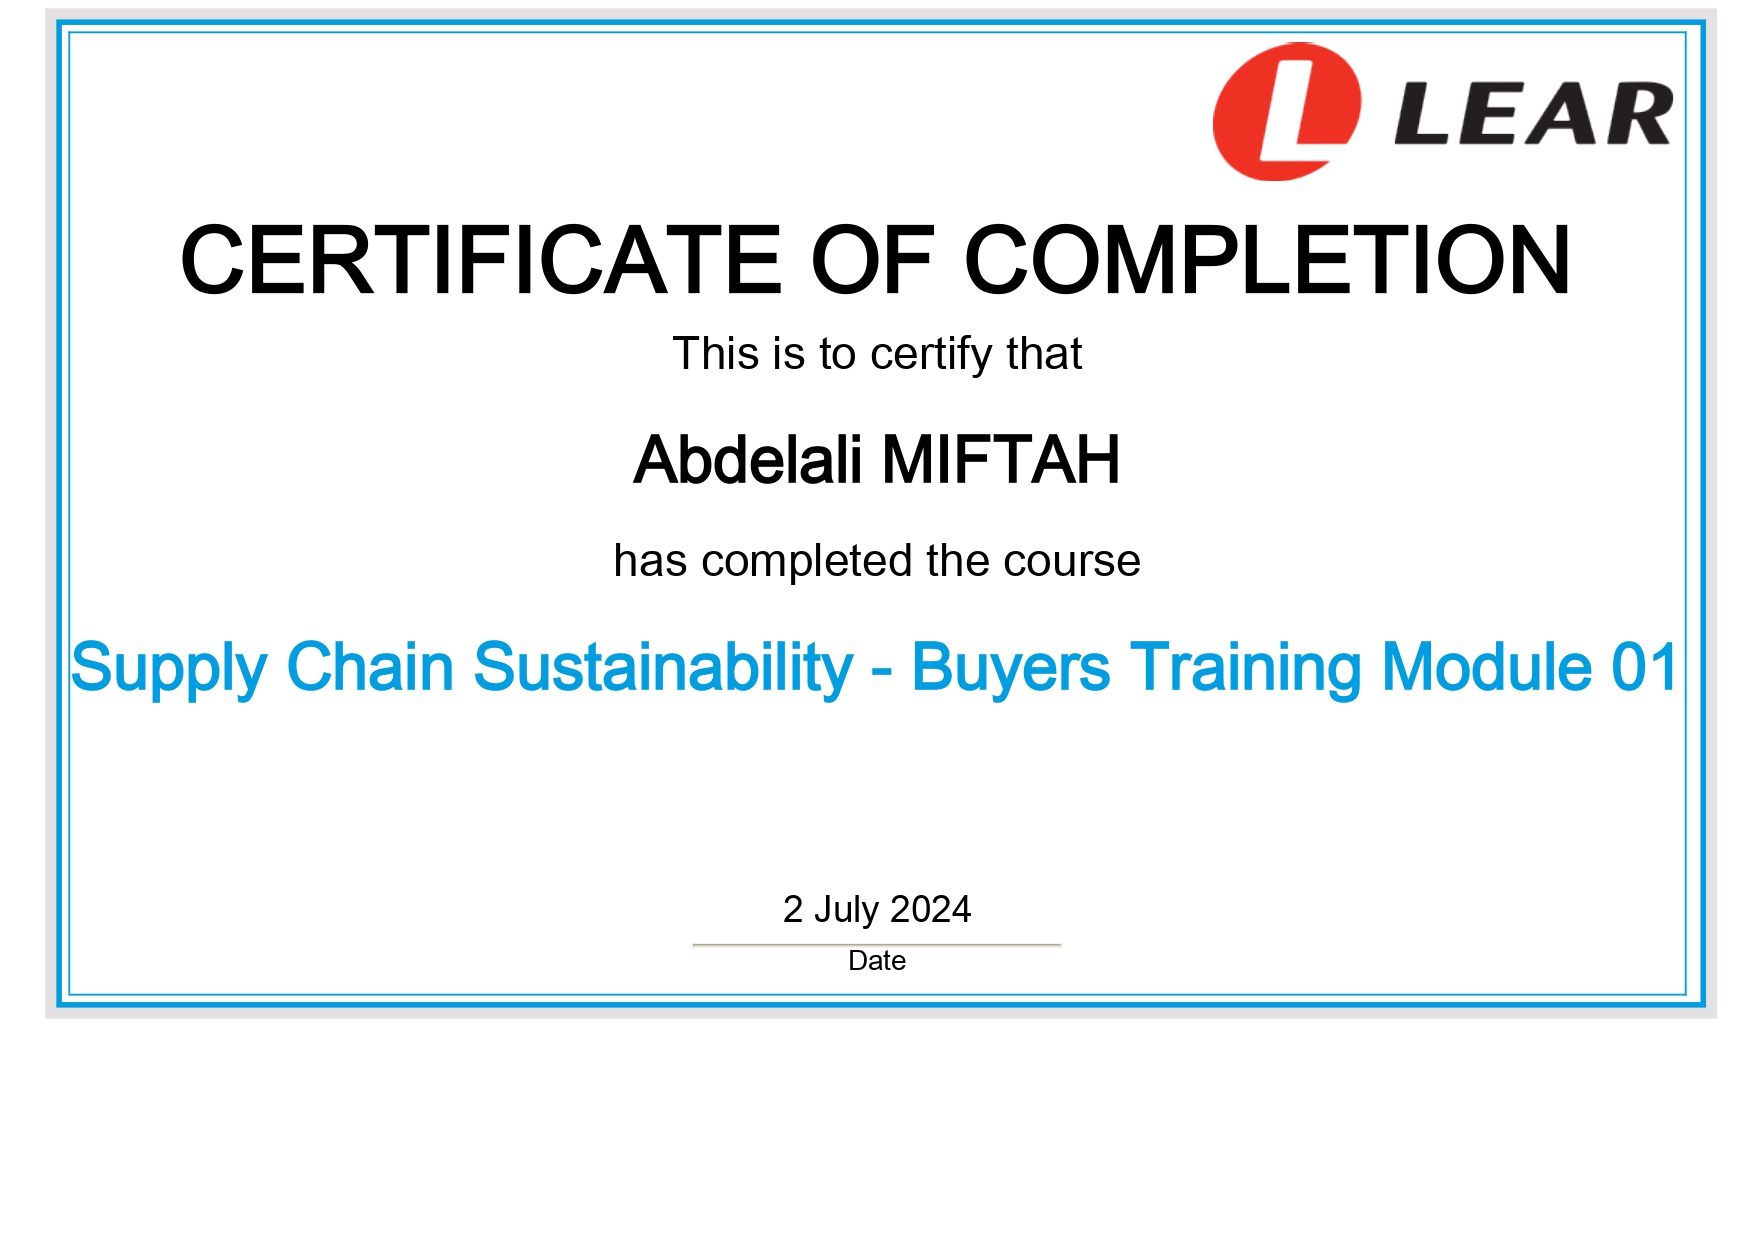 L LEAR
CERTIFICATE OF COMPLETION
This is to certify that
Abdelali MIFTAH
has completed the course
Supply Chain Sustainability - Buyers Training Module 01
2 July 2024
Date